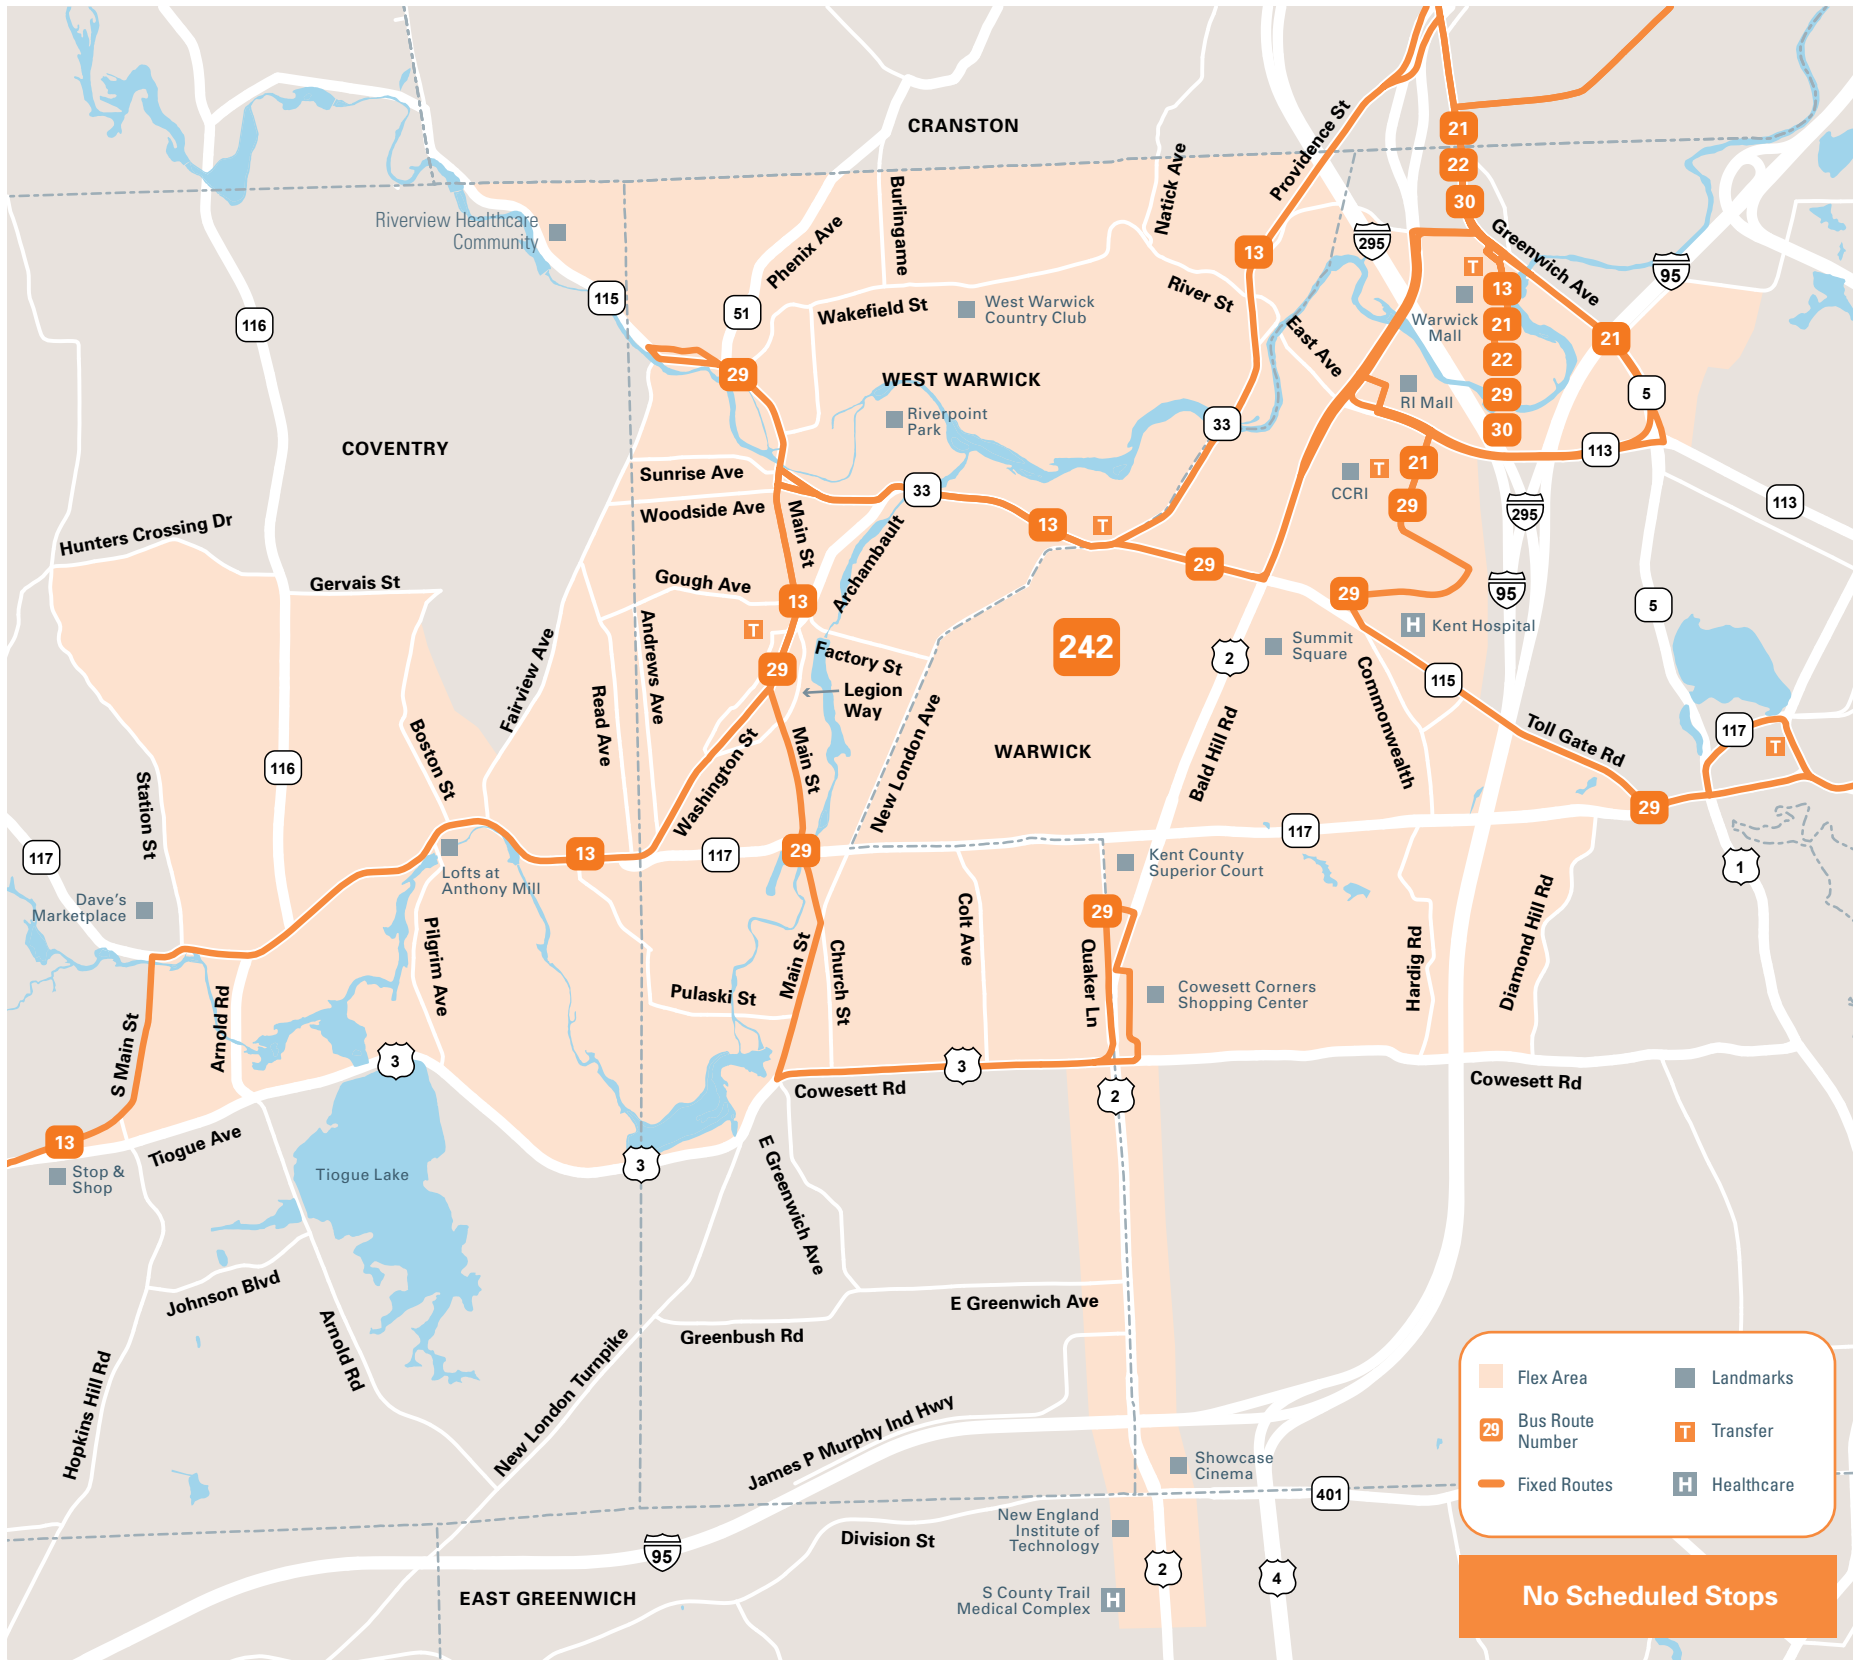 CRANSTON
21
22
30
Providence St
Natick Ave
Burlingame
Phenix Ave
Riverview Healthcare
Community
115
116
51
13
295
95
Greenwich Ave
T
13
Warwick
Mall
21
22
29
30
21
5
River St
Wakefield St
West Warwick
Country Club
East Ave
29
WEST WARWICK
RI Mall
Riverpoint
Park
33
113
COVENTRY
Sunrise Ave
Woodside Ave
33
CCRI
T
21
29
295
113
Hunters Crossing Dr
Main St
Archambault
13
T
29
Gervais St
Gough Ave
13
29
95
5
T
Andrews Ave
Factory St
242
2
Summit
Square
H
Kent Hospital
29
Legion
Way
Fairview Ave
Read Ave
Commonwealth
115
Boston St
Washington St
Main St
New London Ave
WARWICK
Bald Hill Rd
Toll Gate Rd
117
T
116
Station St
29
117
13
117
29
117
Kent County
Superior Court
1
Lofts at
Anthony Mill
Dave's
Marketplace
Pilgrim Ave
Colt Ave
29
Quaker Ln
Hardig Rd
Diamond Hill Rd
Main St
Church St
Pulaski St
Cowesett Corners
Shopping Center
S Main St
Arnold Rd
3
3
Cowesett Rd
2
Cowesett Rd
13
Tiogue Ave
Stop &
Shop
Tiogue Lake
3
E Greenwich Ave
Johnson Blvd
Arnold Rd
E Greenwich Ave
Greenbush Rd
Hopkins Hill Rd
New London Turnpike
James P Murphy Ind Hwy
Showcase
Cinema
401
New England
Institute of
Technology
Division St
95
2
4
EAST GREENWICH
S County Trail
Medical Complex
H
Flex Area
Landmarks
29
Bus Route
Number
T
Transfer
Fixed Routes
H
Healthcare
No Scheduled Stops